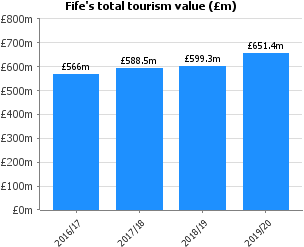 Fife's total tourism value (£m)
£800m
£700m
£600m
£500m
£400m
£300m
£200m
£100m
£0m
£566m
£588.5m
£599.3m
£651.4m
2016/17
2017/18
2018/19
2019/20